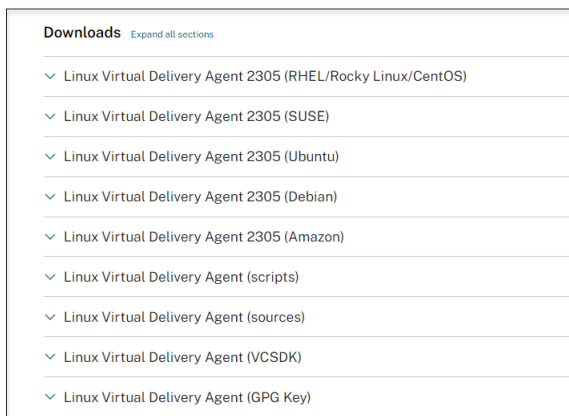 Downloads Expand all sections
Linux Virtual Delivery Agent 2305 (RHEL/Rocky Linux/CentOS)
Linux Virtual Delivery Agent 2305 (SUSE)
Linux Virtual Delivery Agent 2305 (Ubuntu)
Linux Virtual Delivery Agent 2305 (Debian)
Linux Virtual Delivery Agent 2305 (Amazon)
Linux Virtual Delivery Agent (scripts)
Linux Virtual Delivery Agent (sources)
Linux Virtual Delivery Agent (VCSDK)
Linux Virtual Delivery Agent (GPG Key)